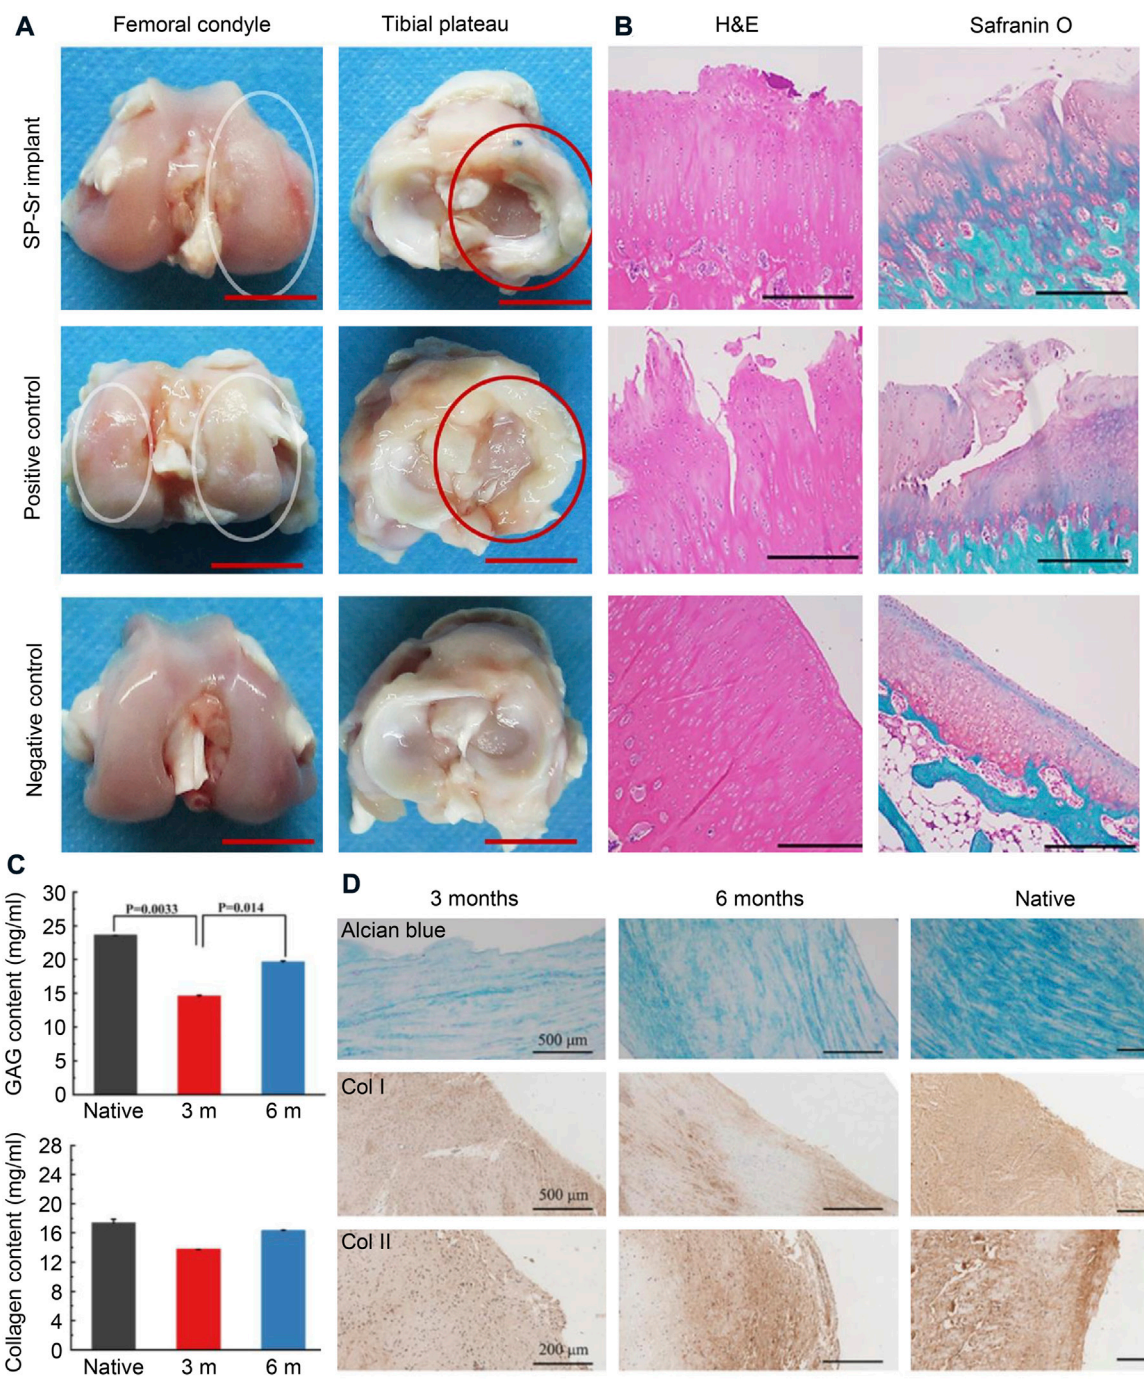 A
Femoral condyle
Tibial plateau
B
H&E
Safranin O
SP-Sr implant
Positive control
Negative control
C
GAG content (mg/ml)
30
25
20
15
10
5
0
P=0.0033
P=0.014
Native
3 m
6 m
Collagen content (mg/ml)
28
24
20
16
12
8
4
0
Native
3 m
6 m
D
3 months
6 months
Native
Alcian blue
500 μm
Col I
500 μm
Col II
200 μm